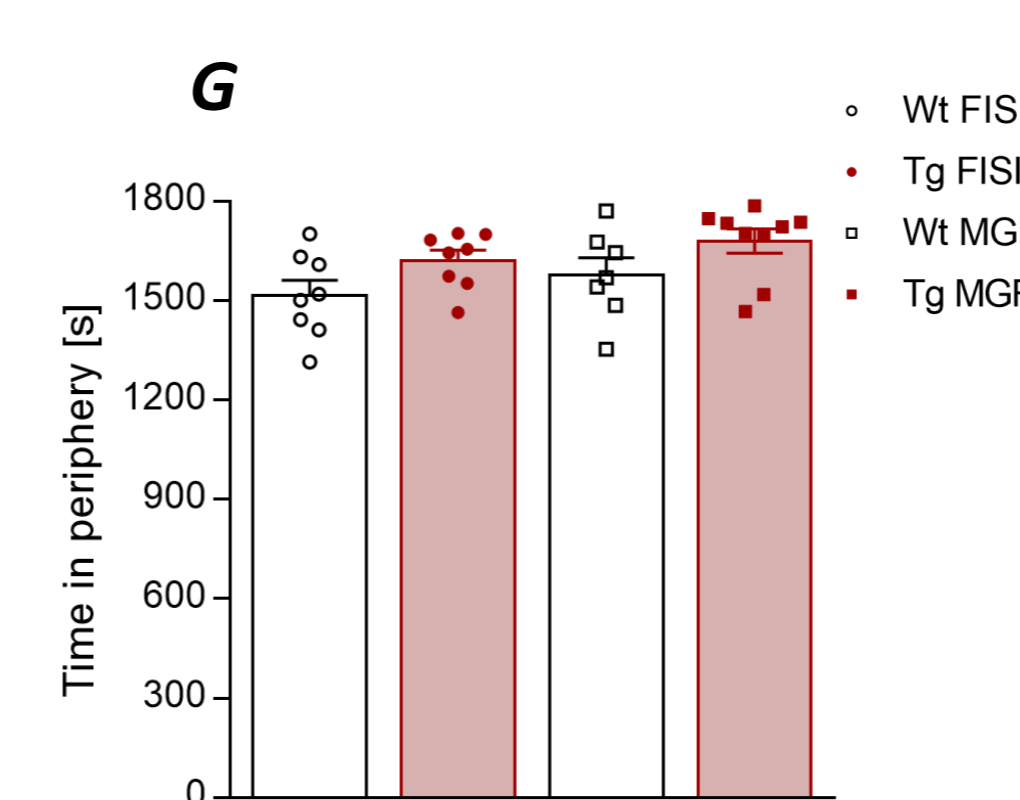 G
Wt FIS
Tg FISI
Wt MG
Tg MGF
1800
1500
1200
900
600
300
0
Time in periphery [s]